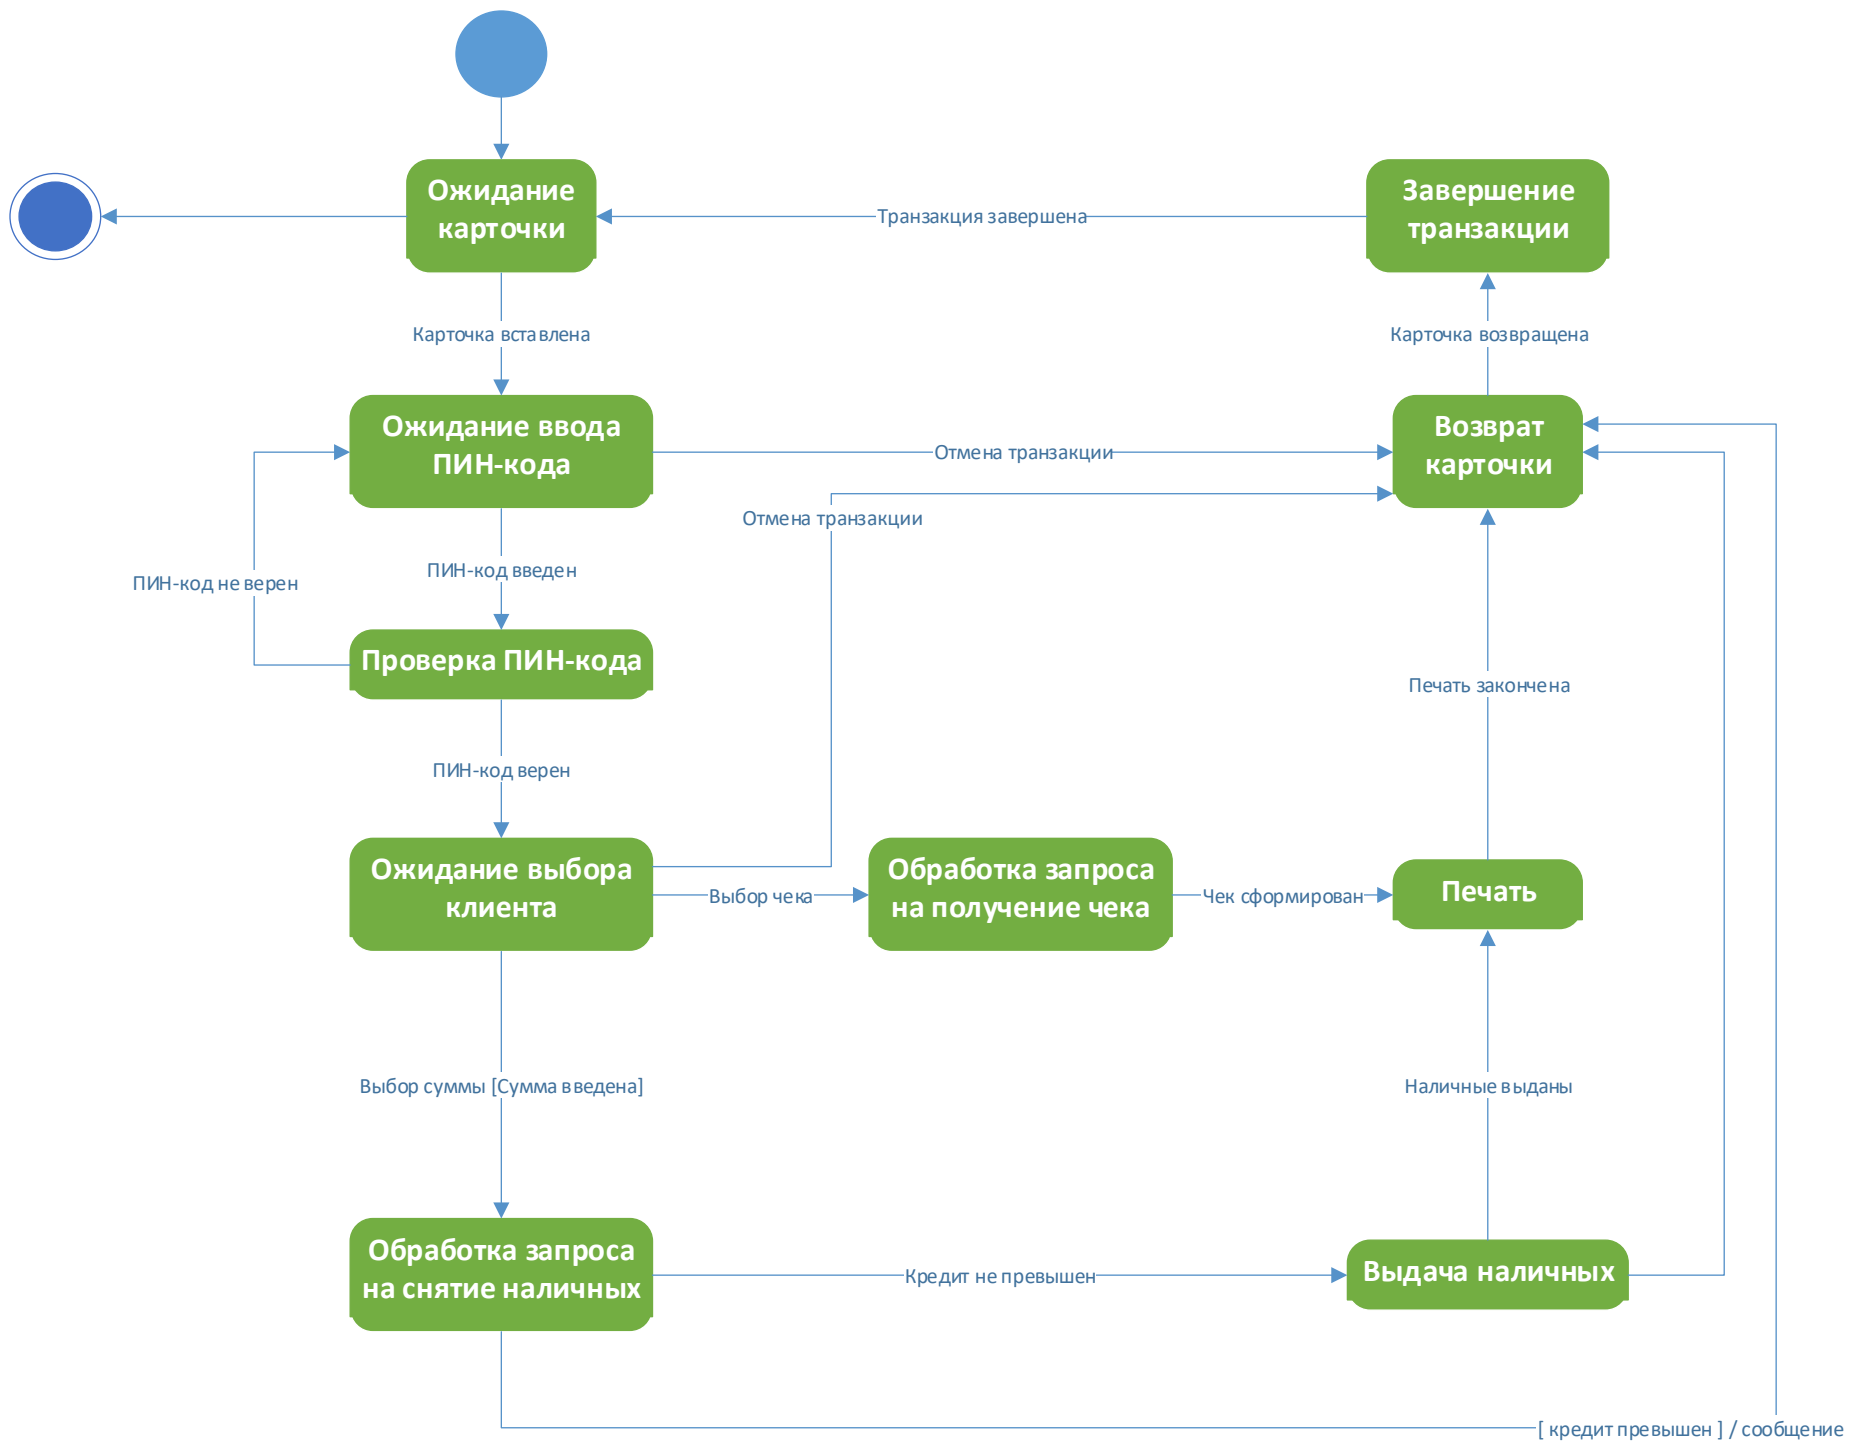 Ожидание
карточки
Завершение
транзакции
Транзакция завершена
Карточка вставлена
Карточка возвращена
Ожидание ввода
ПИН-кода
Возврат
карточки
Отмена транзакции
Отмена транзакции
ПИН-код введен
ПИН-код не верен
Проверка ПИН-кода
Печать закончена
ПИН-код верен
Ожидание выбора
клиента
Обработка запроса
на получение чека
Печать
Выбор чека
Чек сформирован
Выбор суммы [Сумма введена]
Наличные выданы
Обработка запроса
на снятие наличных
Кредит не превышен
Выдача наличных
[ кредит превышен ] / сообщение